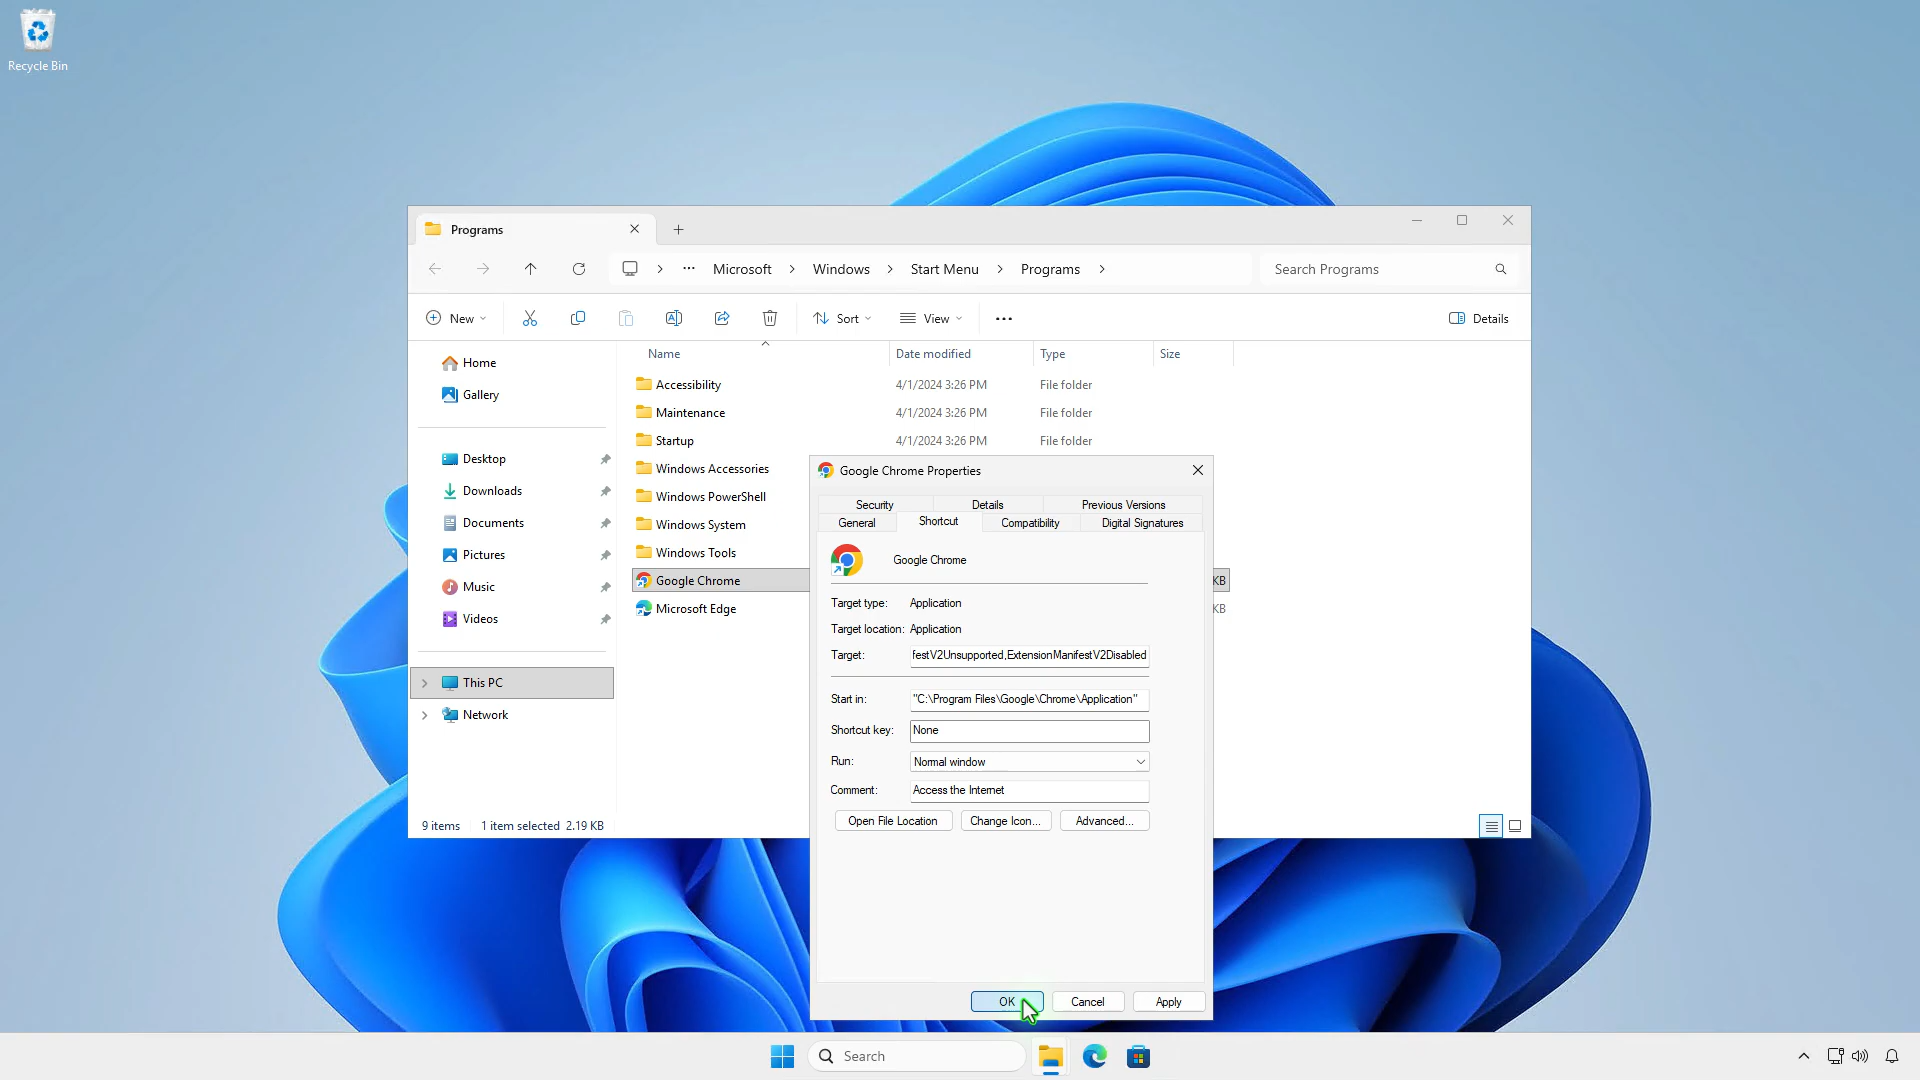 Recycle Bin
Programs
Microsoft Windows Start Menu Programs
Search Programs
New
Sort
View
Details
Name Date modified Type Size
Home
Gallery
Desktop
Downloads
Documents
Pictures
Music
Videos
This PC
Network
Accessibility 4/1/2024 3:26 PM File folder
Maintenance 4/1/2024 3:26 PM File folder
Startup 4/1/2024 3:26 PM File folder
Windows Accessories
Windows PowerShell
Windows System
Windows Tools
Google Chrome KB
Microsoft Edge KB
9 items 1 item selected 2.19 KB
Google Chrome Properties
Security Details Previous Versions
General Shortcut Compatibility Digital Signatures
Google Chrome
Target type: Application
Target location: Application
Target: festV2Unsupported,ExtensionManifestV2Disabled
Start in: "C:\Program Files\Google\Chrome\Application"
Shortcut key: None
Run: Normal window
Comment: Access the Internet
Open File Location Change Icon... Advanced...
OK Cancel Apply
Search